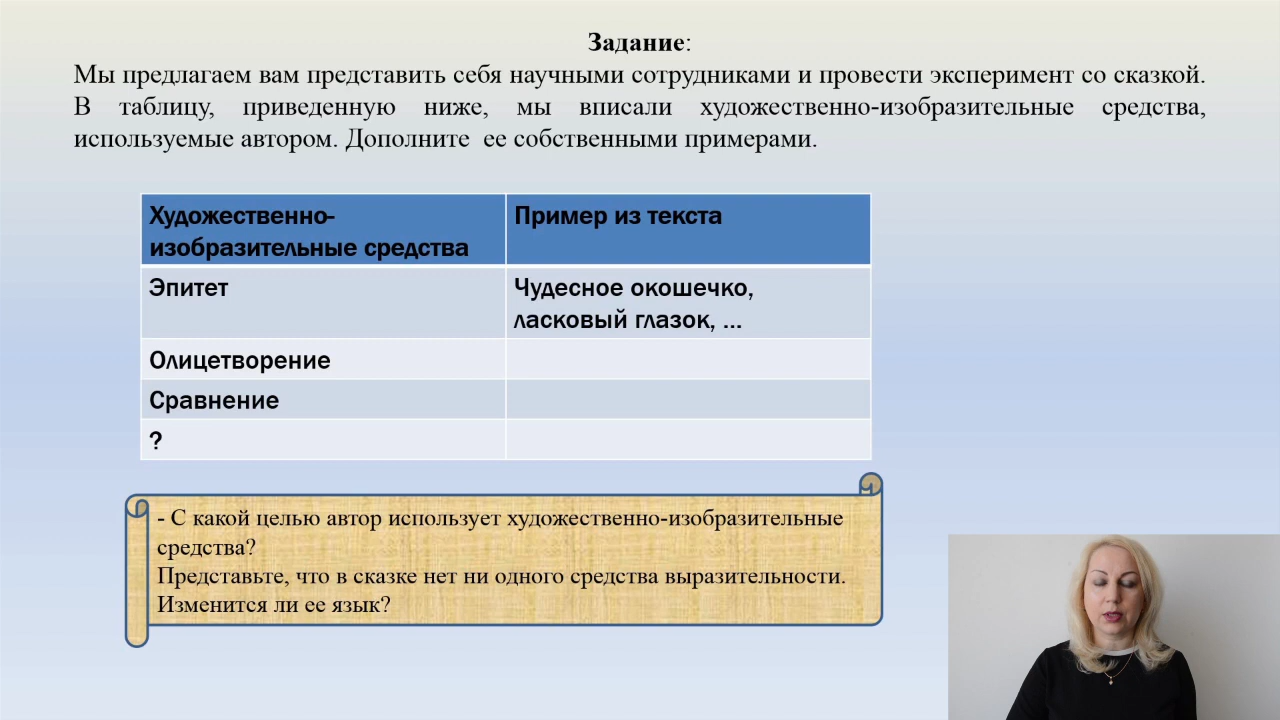 Задание:
Мы предлагаем вам представить себя научными сотрудниками и провести эксперимент со сказкой.
В таблицу, приведенную ниже, мы вписали художественно-изобразительные средства,
используемые автором. Дополните ее собственными примерами.
Художественно-
изобразительные средства
Пример из текста
Эпитет
Чудесное окошечко,
ласковый глазок, ...
Олицетворение
Сравнение
?
- С какой целью автор использует художественно-изобразительные
средства?
Представьте, что в сказке нет ни одного средства выразительности.
Изменится ли ее язык?